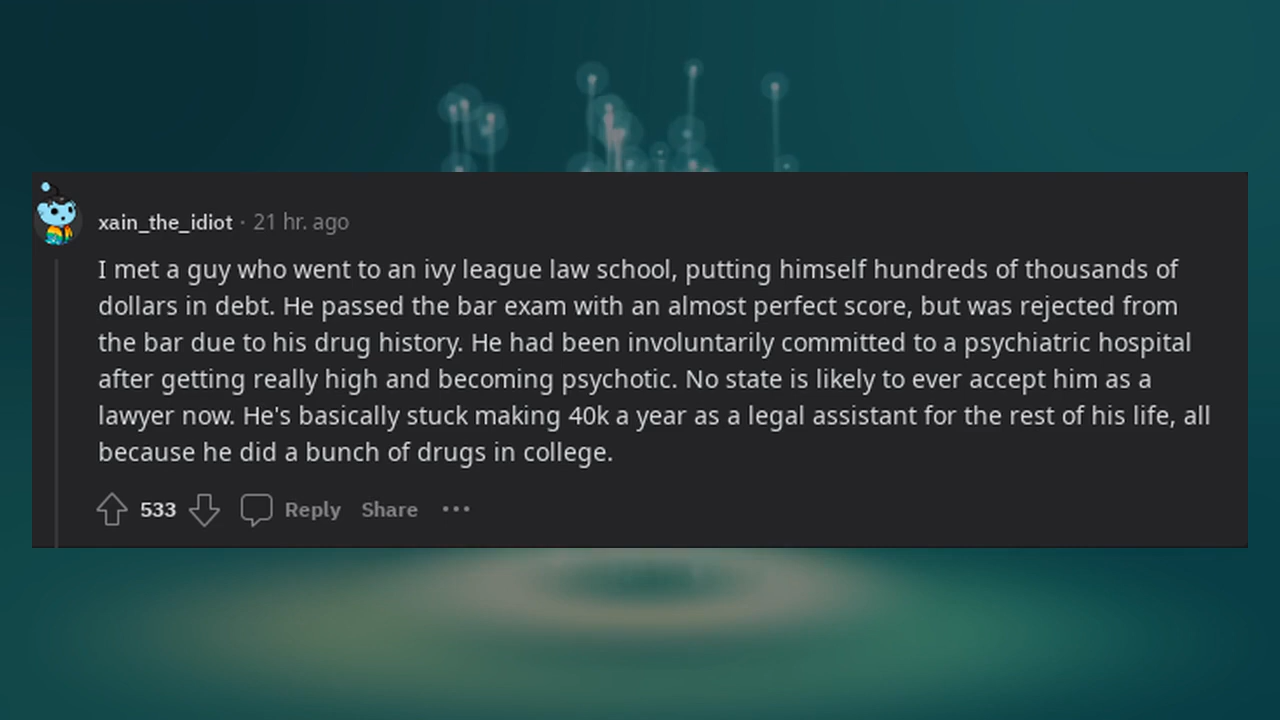 xain_the_idiot · 21 hr. ago
I met a guy who went to an ivy league law school, putting himself hundreds of thousands of
dollars in debt. He passed the bar exam with an almost perfect score, but was rejected from
the bar due to his drug history. He had been involuntarily committed to a psychiatric hospital
after getting really high and becoming psychotic. No state is likely to ever accept him as a
lawyer now. He's basically stuck making 40k a year as a legal assistant for the rest of his life, all
because he did a bunch of drugs in college.
533 Reply Share ···